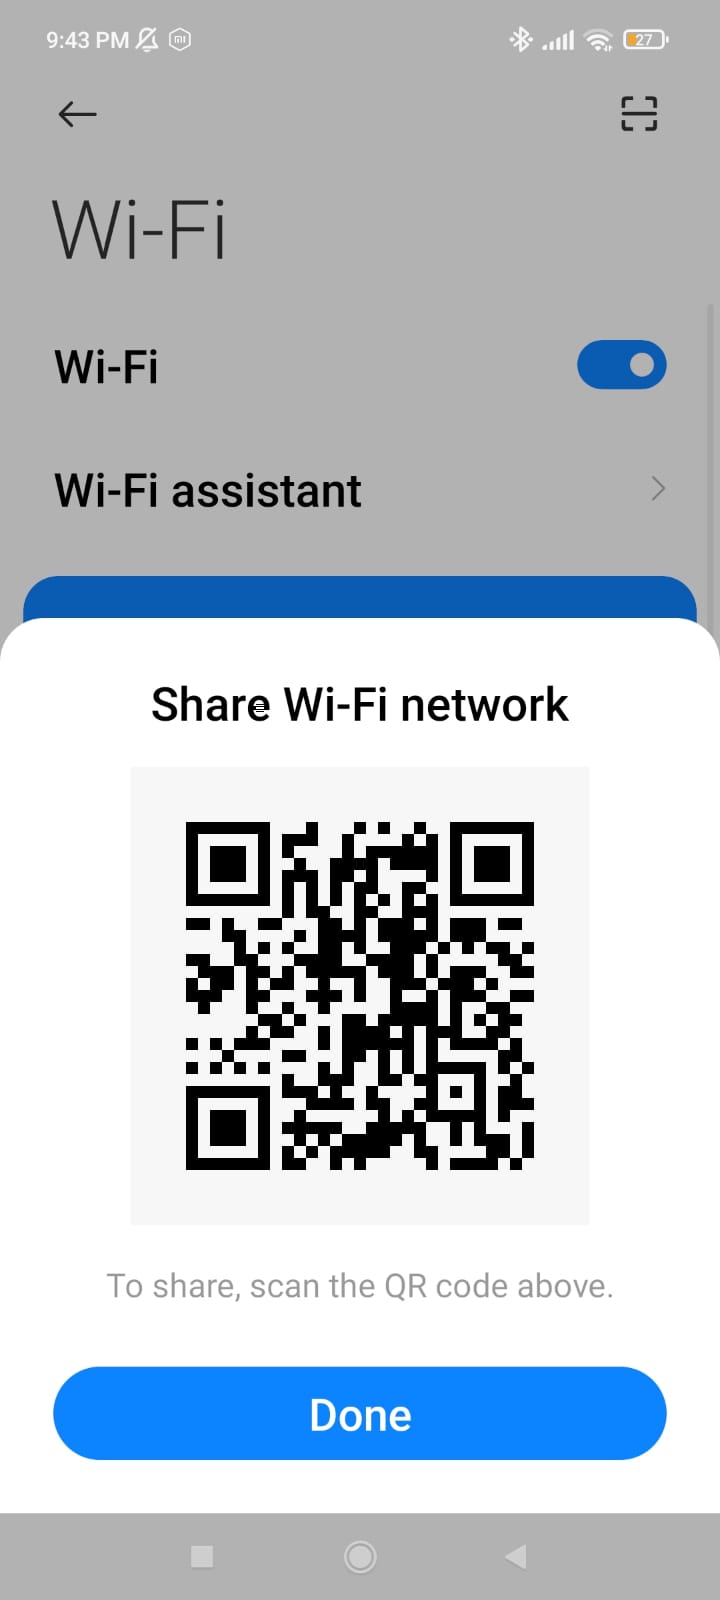 9:43 PM
27
Wi-Fi
Wi-Fi
Wi-Fi assistant
Share Wi-Fi network
To share, scan the QR code above.
Done